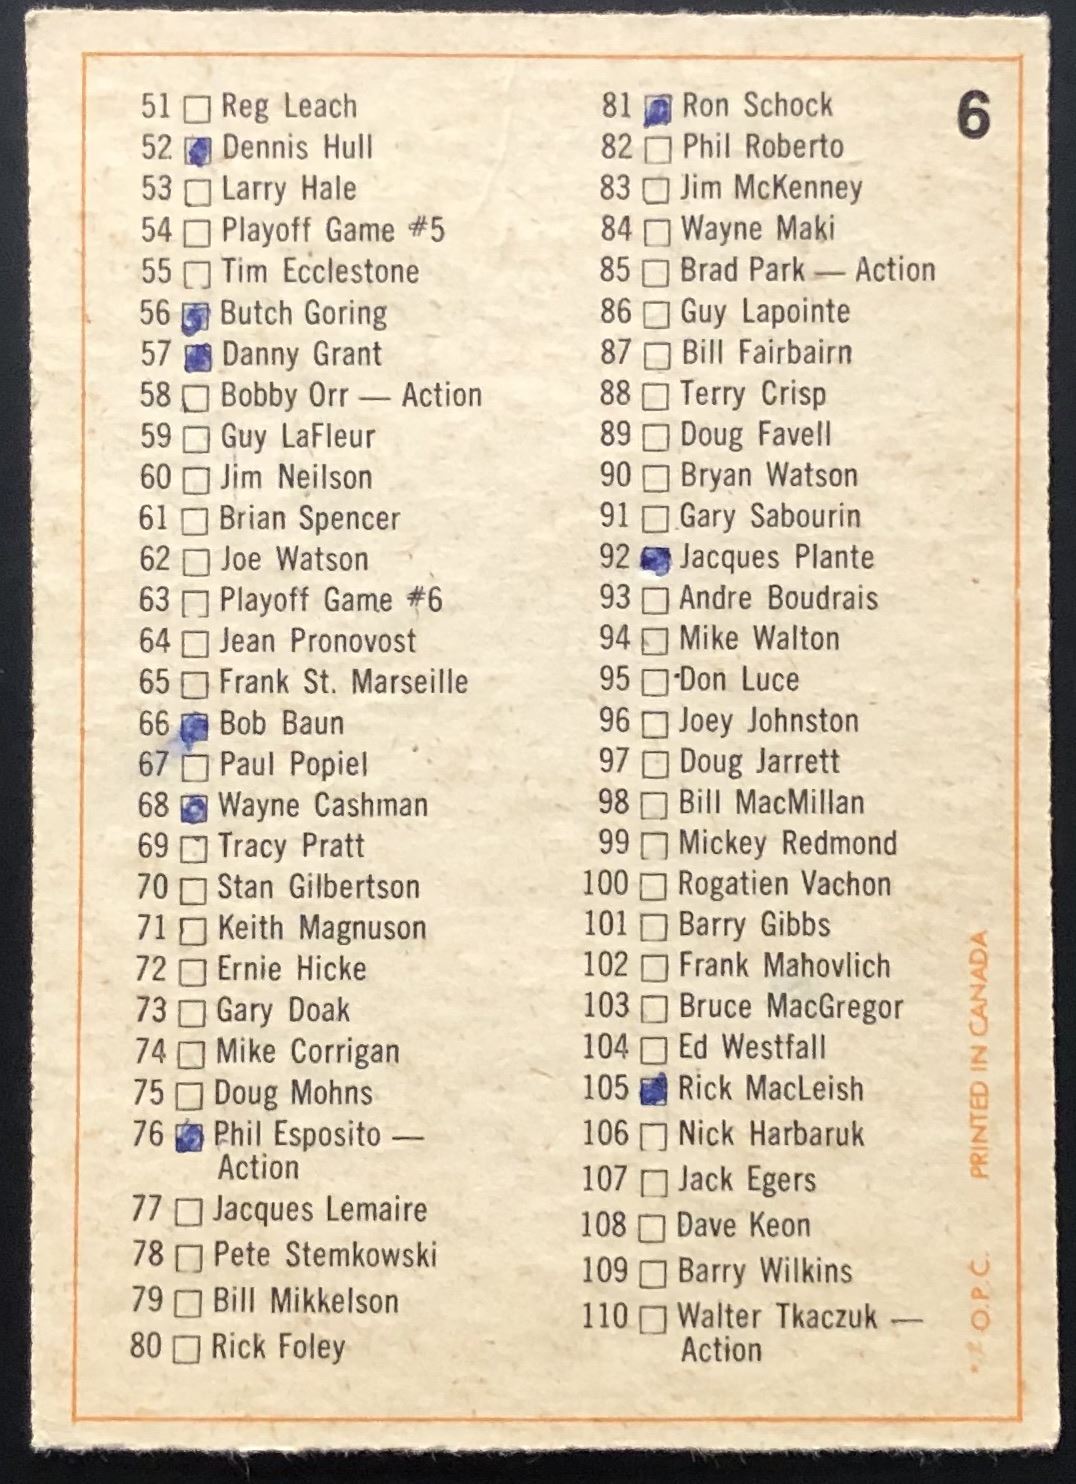 51 Reg Leach
52 Dennis Hull
53 Larry Hale
54 Playoff Game #5
55 Tim Ecclestone
56 Butch Goring
57 Danny Grant
58 Bobby Orr — Action
59 Guy LaFleur
60 Jim Neilson
61 Brian Spencer
62 Joe Watson
63 Playoff Game #6
64 Jean Pronovost
65 Frank St. Marseille
66 Bob Baun
67 Paul Popiel
68 Wayne Cashman
69 Tracy Pratt
70 Stan Gilbertson
71 Keith Magnuson
72 Ernie Hicke
73 Gary Doak
74 Mike Corrigan
75 Doug Mohns
76 Phil Esposito —
Action
77 Jacques Lemaire
78 Pete Stemkowski
79 Bill Mikkelson
80 Rick Foley
81 Ron Schock
82 Phil Roberto
83 Jim McKenney
84 Wayne Maki
85 Brad Park — Action
86 Guy Lapointe
87 Bill Fairbairn
88 Terry Crisp
89 Doug Favell
90 Bryan Watson
91 Gary Sabourin
92 Jacques Plante
93 Andre Boudrais
94 Mike Walton
95 Don Luce
96 Joey Johnston
97 Doug Jarrett
98 Bill MacMillan
99 Mickey Redmond
100 Rogatien Vachon
101 Barry Gibbs
102 Frank Mahovlich
103 Bruce MacGregor
104 Ed Westfall
105 Rick MacLeish
106 Nick Harbaruk
107 Jack Egers
108 Dave Keon
109 Barry Wilkins
110 Walter Tkaczuk —
Action
6
O.P.C. PRINTED IN CANADA